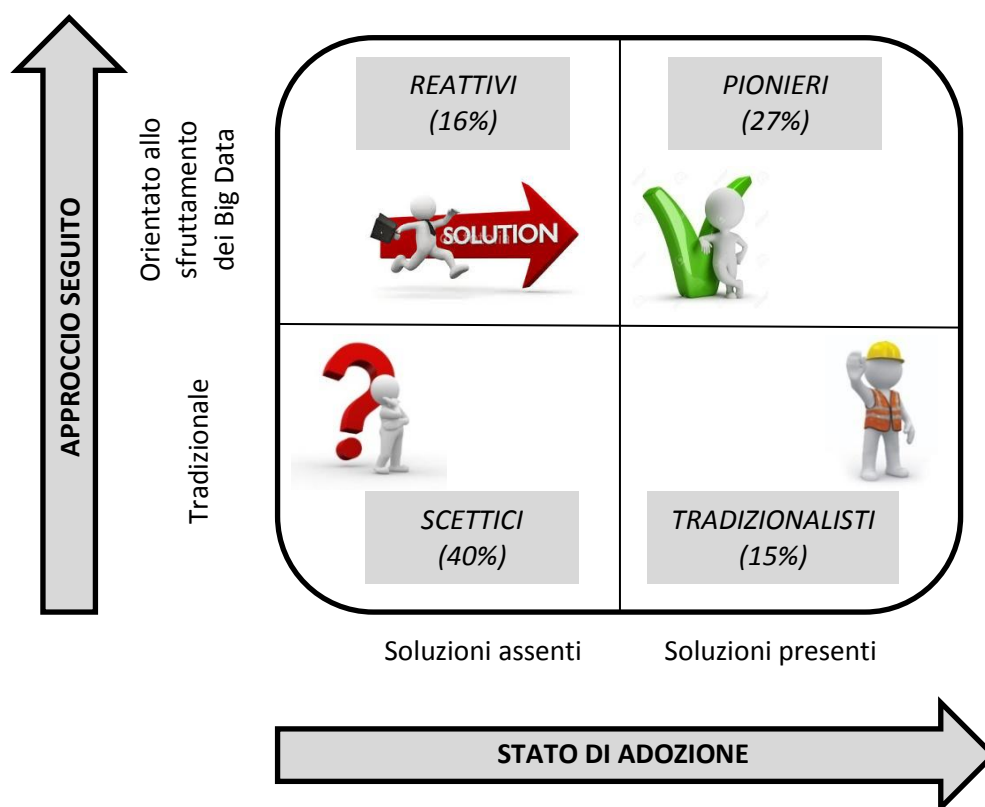 REATTIVI
(16%)
PIONIERI
(27%)
Orientato allo
sfruttamento
dei Big Data
SOLUTION
APPROCCIO SEGUITO
Tradizionale
SCETTICI
(40%)
TRADIZIONALISTI
(15%)
Soluzioni assenti
Soluzioni presenti
STATO DI ADOZIONE